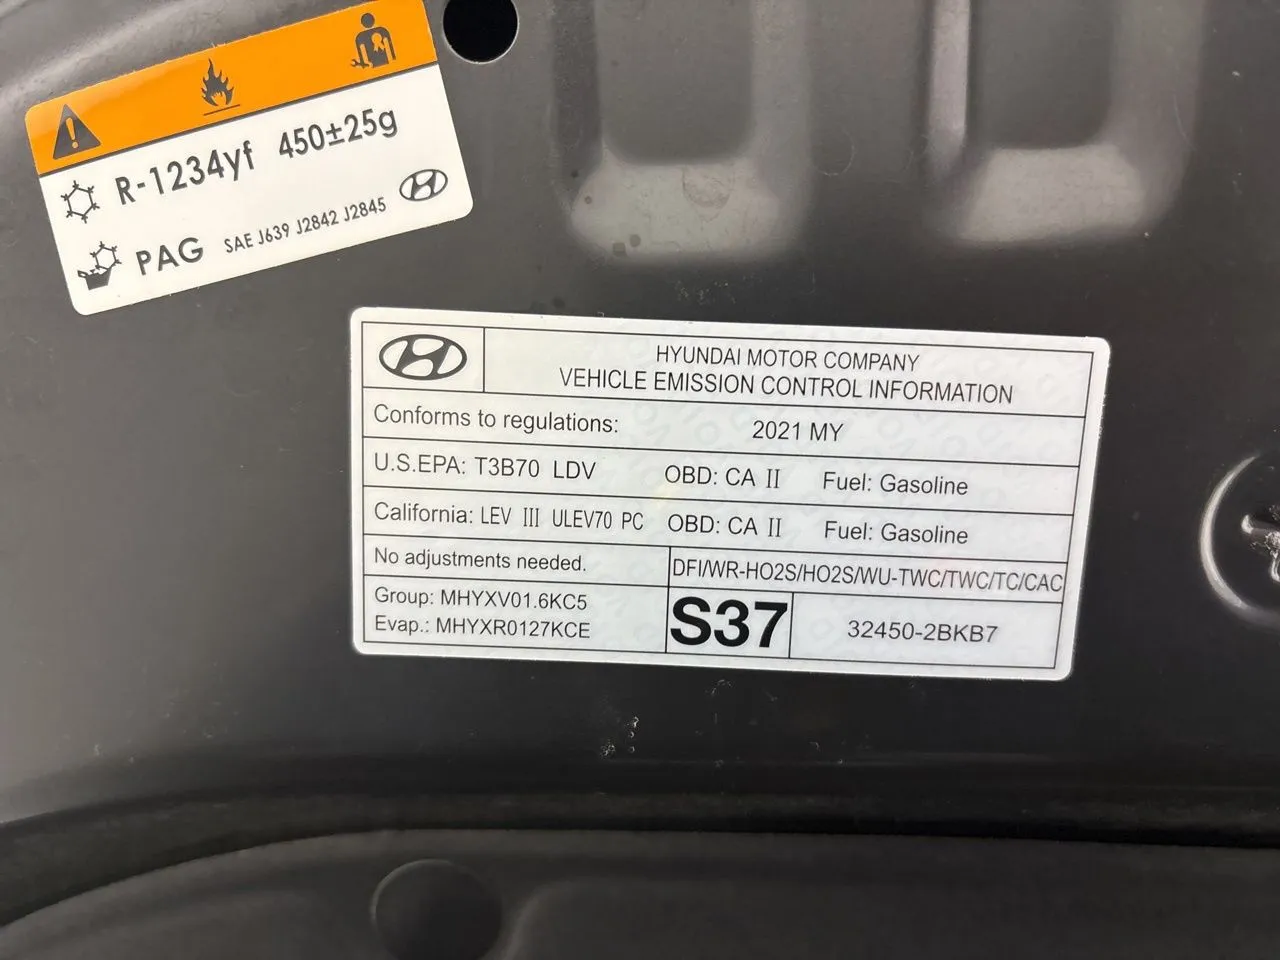 R-1234yf 450±25g
PAG SAE J639 J2842 J2845
HYUNDAI MOTOR COMPANY
VEHICLE EMISSION CONTROL INFORMATION
Conforms to regulations: 2021 MY
U.S.EPA: T3B70 LDV OBD: CA II Fuel: Gasoline
California: LEV III ULEV70 PC OBD: CA II Fuel: Gasoline
No adjustments needed. DFI/WR-HO2S/HO2S/WU-TWC/TWC/TC/CAC
Group: MHYXV01.6KC5
Evap.: MHYXR0127KCE
S37 32450-2BKB7